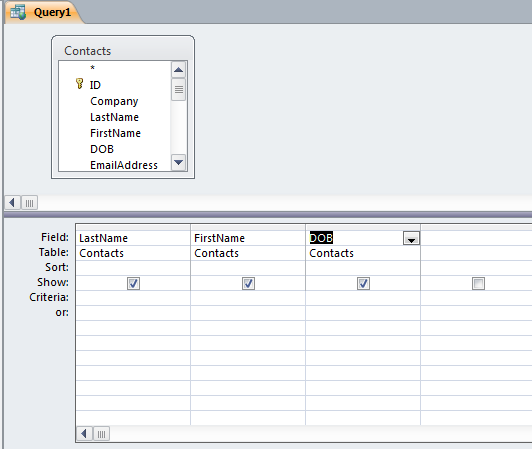 Query1
Contacts
*
ID
Company
LastName
FirstName
DOB
EmailAddress
Field: LastName FirstName DOB
Table: Contacts Contacts Contacts
Sort:
Show:
Criteria:
or: